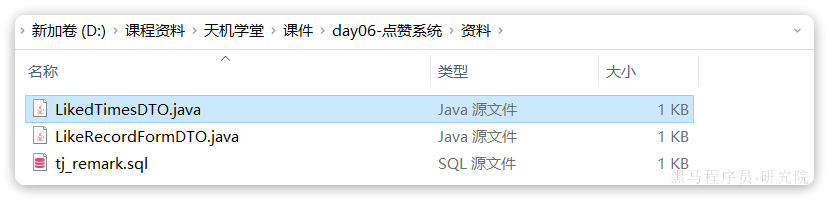 新加卷 (D:) 课程资料 天机学堂 课件 day06-点赞系统 资料
名称 类型 大小
LikedTimesDTO.java Java 源文件 1 KB
LikeRecordFormDTO.java Java 源文件 1 KB
tj_remark.sql SQL 源文件 1 KB
黑马程序员-研究院